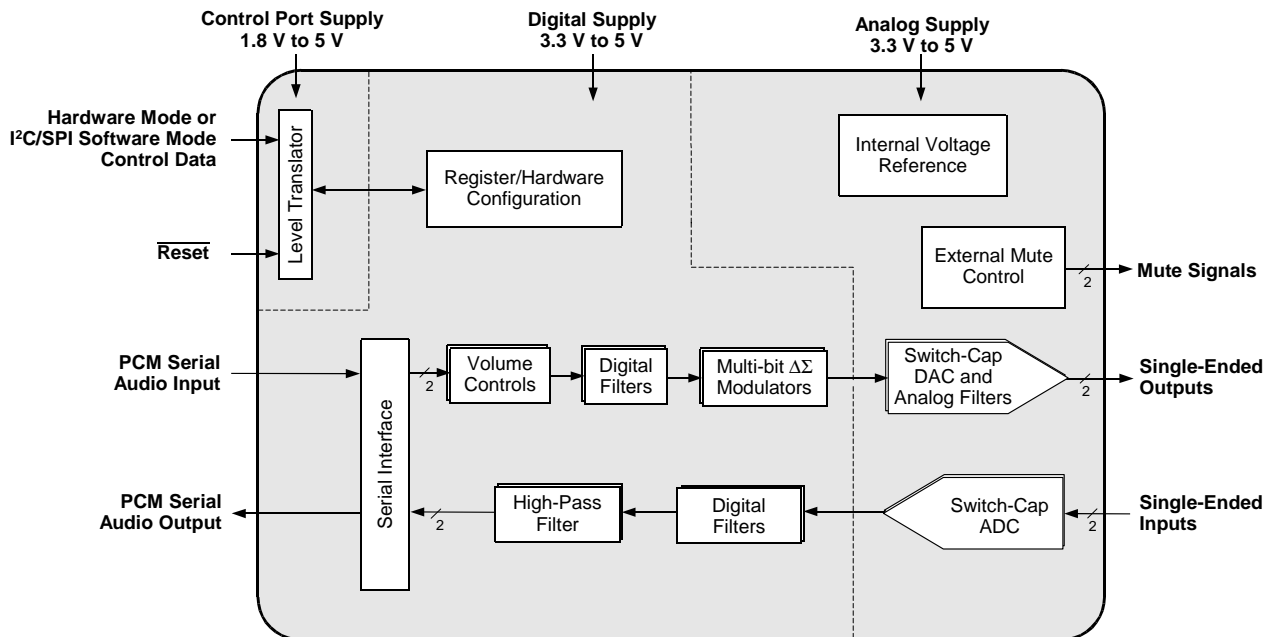 Control Port Supply
1.8 V to 5 V
Digital Supply
3.3 V to 5 V
Analog Supply
3.3 V to 5 V
Hardware Mode or
I²C/SPI Software Mode
Control Data
Reset
Level Translator
Register/Hardware
Configuration
Internal Voltage
Reference
External Mute
Control
2
Mute Signals
PCM Serial
Audio Input
Serial Interface
2
Volume
Controls
Digital
Filters
Multi-bit ΔΣ
Modulators
Switch-Cap
DAC and
Analog Filters
2
Single-Ended
Outputs
PCM Serial
Audio Output
2
High-Pass
Filter
Digital
Filters
Switch-Cap
ADC
2
Single-Ended
Inputs